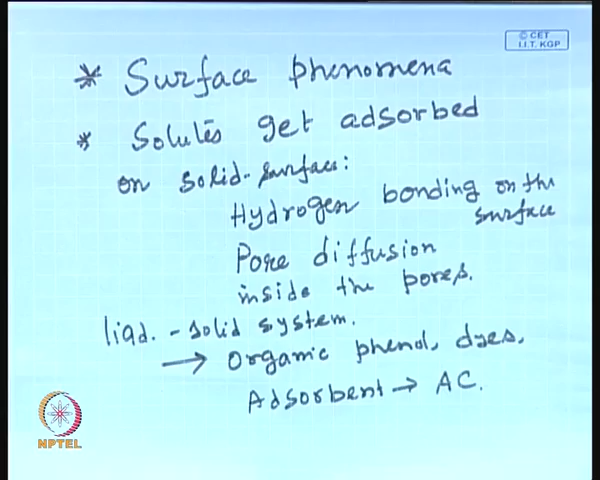 © CET
I.I.T. KGP
* Surface phenomena
* Solutes get adsorbed
on solid-surface:
Hydrogen bonding on the
surface
Pore diffusion
inside the pores.
liqd. - solid system.
→ Organic phenol, dyes,
Adsorbent → AC.
NPTEL